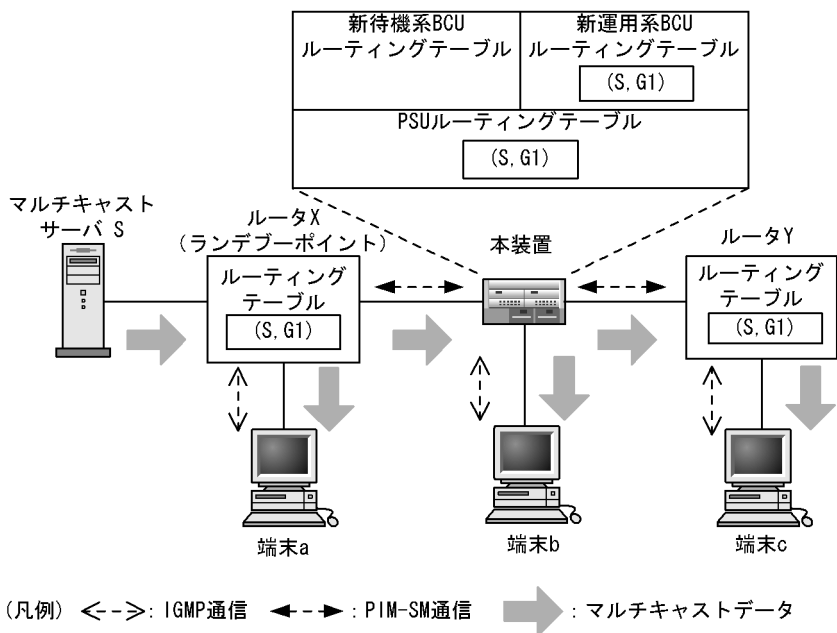 新待機系BCU
ルーティングテーブル
新運用系BCU
ルーティングテーブル
(S,G1)
PSUルーティングテーブル
(S,G1)
マルチキャスト
サーバ S
ルータX
(ランデブーポイント)
ルーティング
テーブル
(S,G1)
本装置
ルータY
ルーティング
テーブル
(S,G1)
端末a
端末b
端末c
(凡例) <-->: IGMP通信 ◀--▶: PIM-SM通信 : マルチキャストデータ